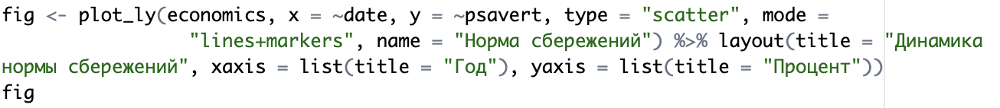 fig <- plot_ly(economics, x = ~date, y = ~psavert, type = "scatter", mode =
"lines+markers", name = "Норма сбережений") %>% layout(title = "Динамика
нормы сбережений", xaxis = list(title = "Год"), yaxis = list(title = "Процент"))
fig